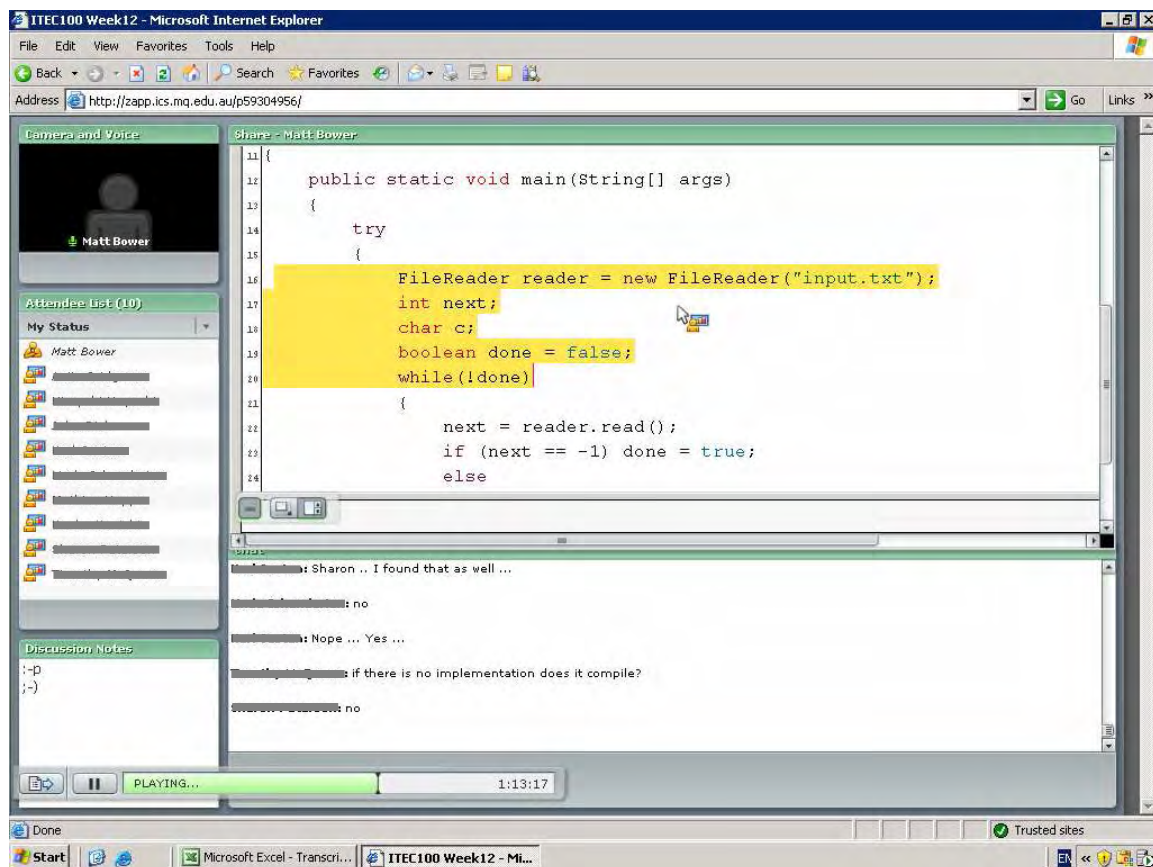 ITEC100 Week12 - Microsoft Internet Explorer
File Edit View Favorites Tools Help
Back Search Favorites
Address http://zapp.ics.mq.edu.au/p59304956/ Go Links »
Camera and Voice
Matt Bower
Attendee List (10)
My Status
Matt Bower
Discussion Notes
:-p
;-)
Share - Matt Bower
11 {
12 public static void main(String[] args)
13 {
14 try
15 {
16 FileReader reader = new FileReader("input.txt");
17 int next;
18 char c;
19 boolean done = false;
20 while(!done)
21 {
22 next = reader.read();
23 if (next == -1) done = true;
24 else
Chat
: Sharon .. I found that as well ...
: no
: Nope ... Yes ...
: if there is no implementation does it compile?
: no
PLAYING... 1:13:17
Done Trusted sites
Start Microsoft Excel - Transcri... ITEC100 Week12 - Mi... EN «